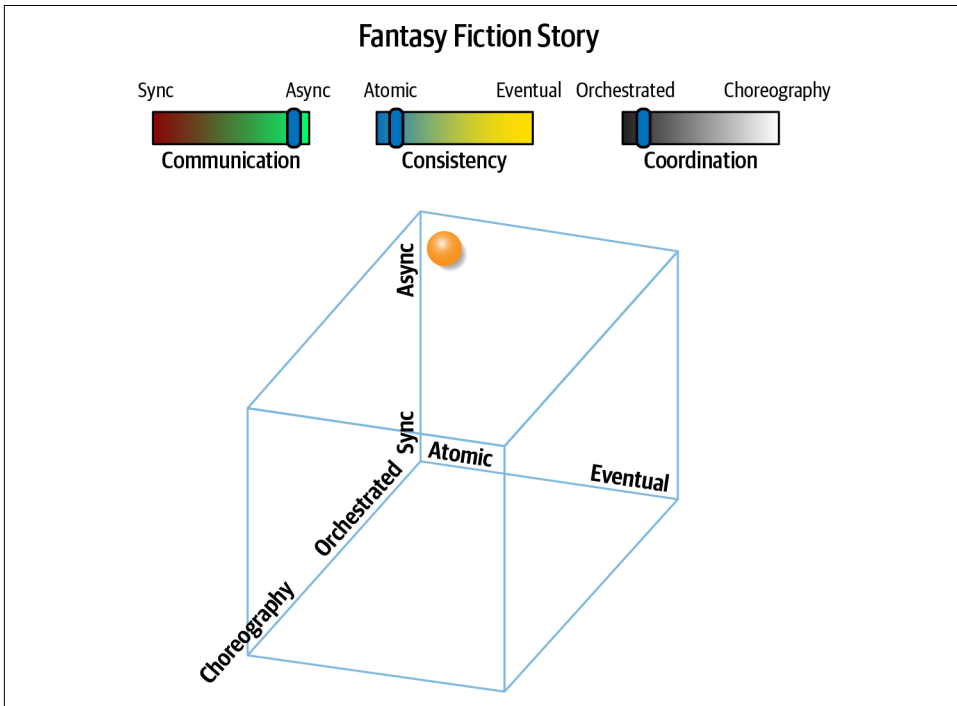 Fantasy Fiction Story
Sync Async Atomic Eventual Orchestrated Choreography
Communication Consistency Coordination
Async
Sync
Atomic
Eventual
Orchestrated
Choreography